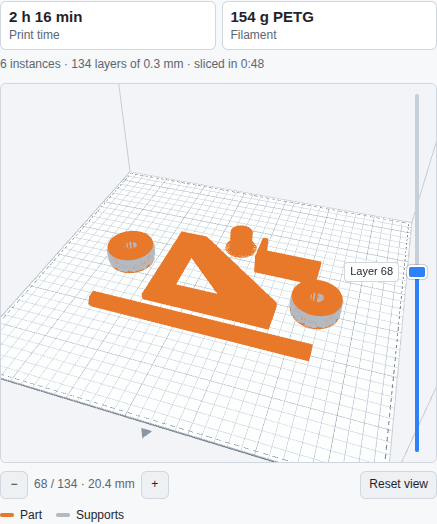 2 h 16 min
Print time
154 g PETG
Filament
6 instances · 134 layers of 0.3 mm · sliced in 0:48
Layer 68
− 68 / 134 · 20.4 mm +
Reset view
Part
Supports